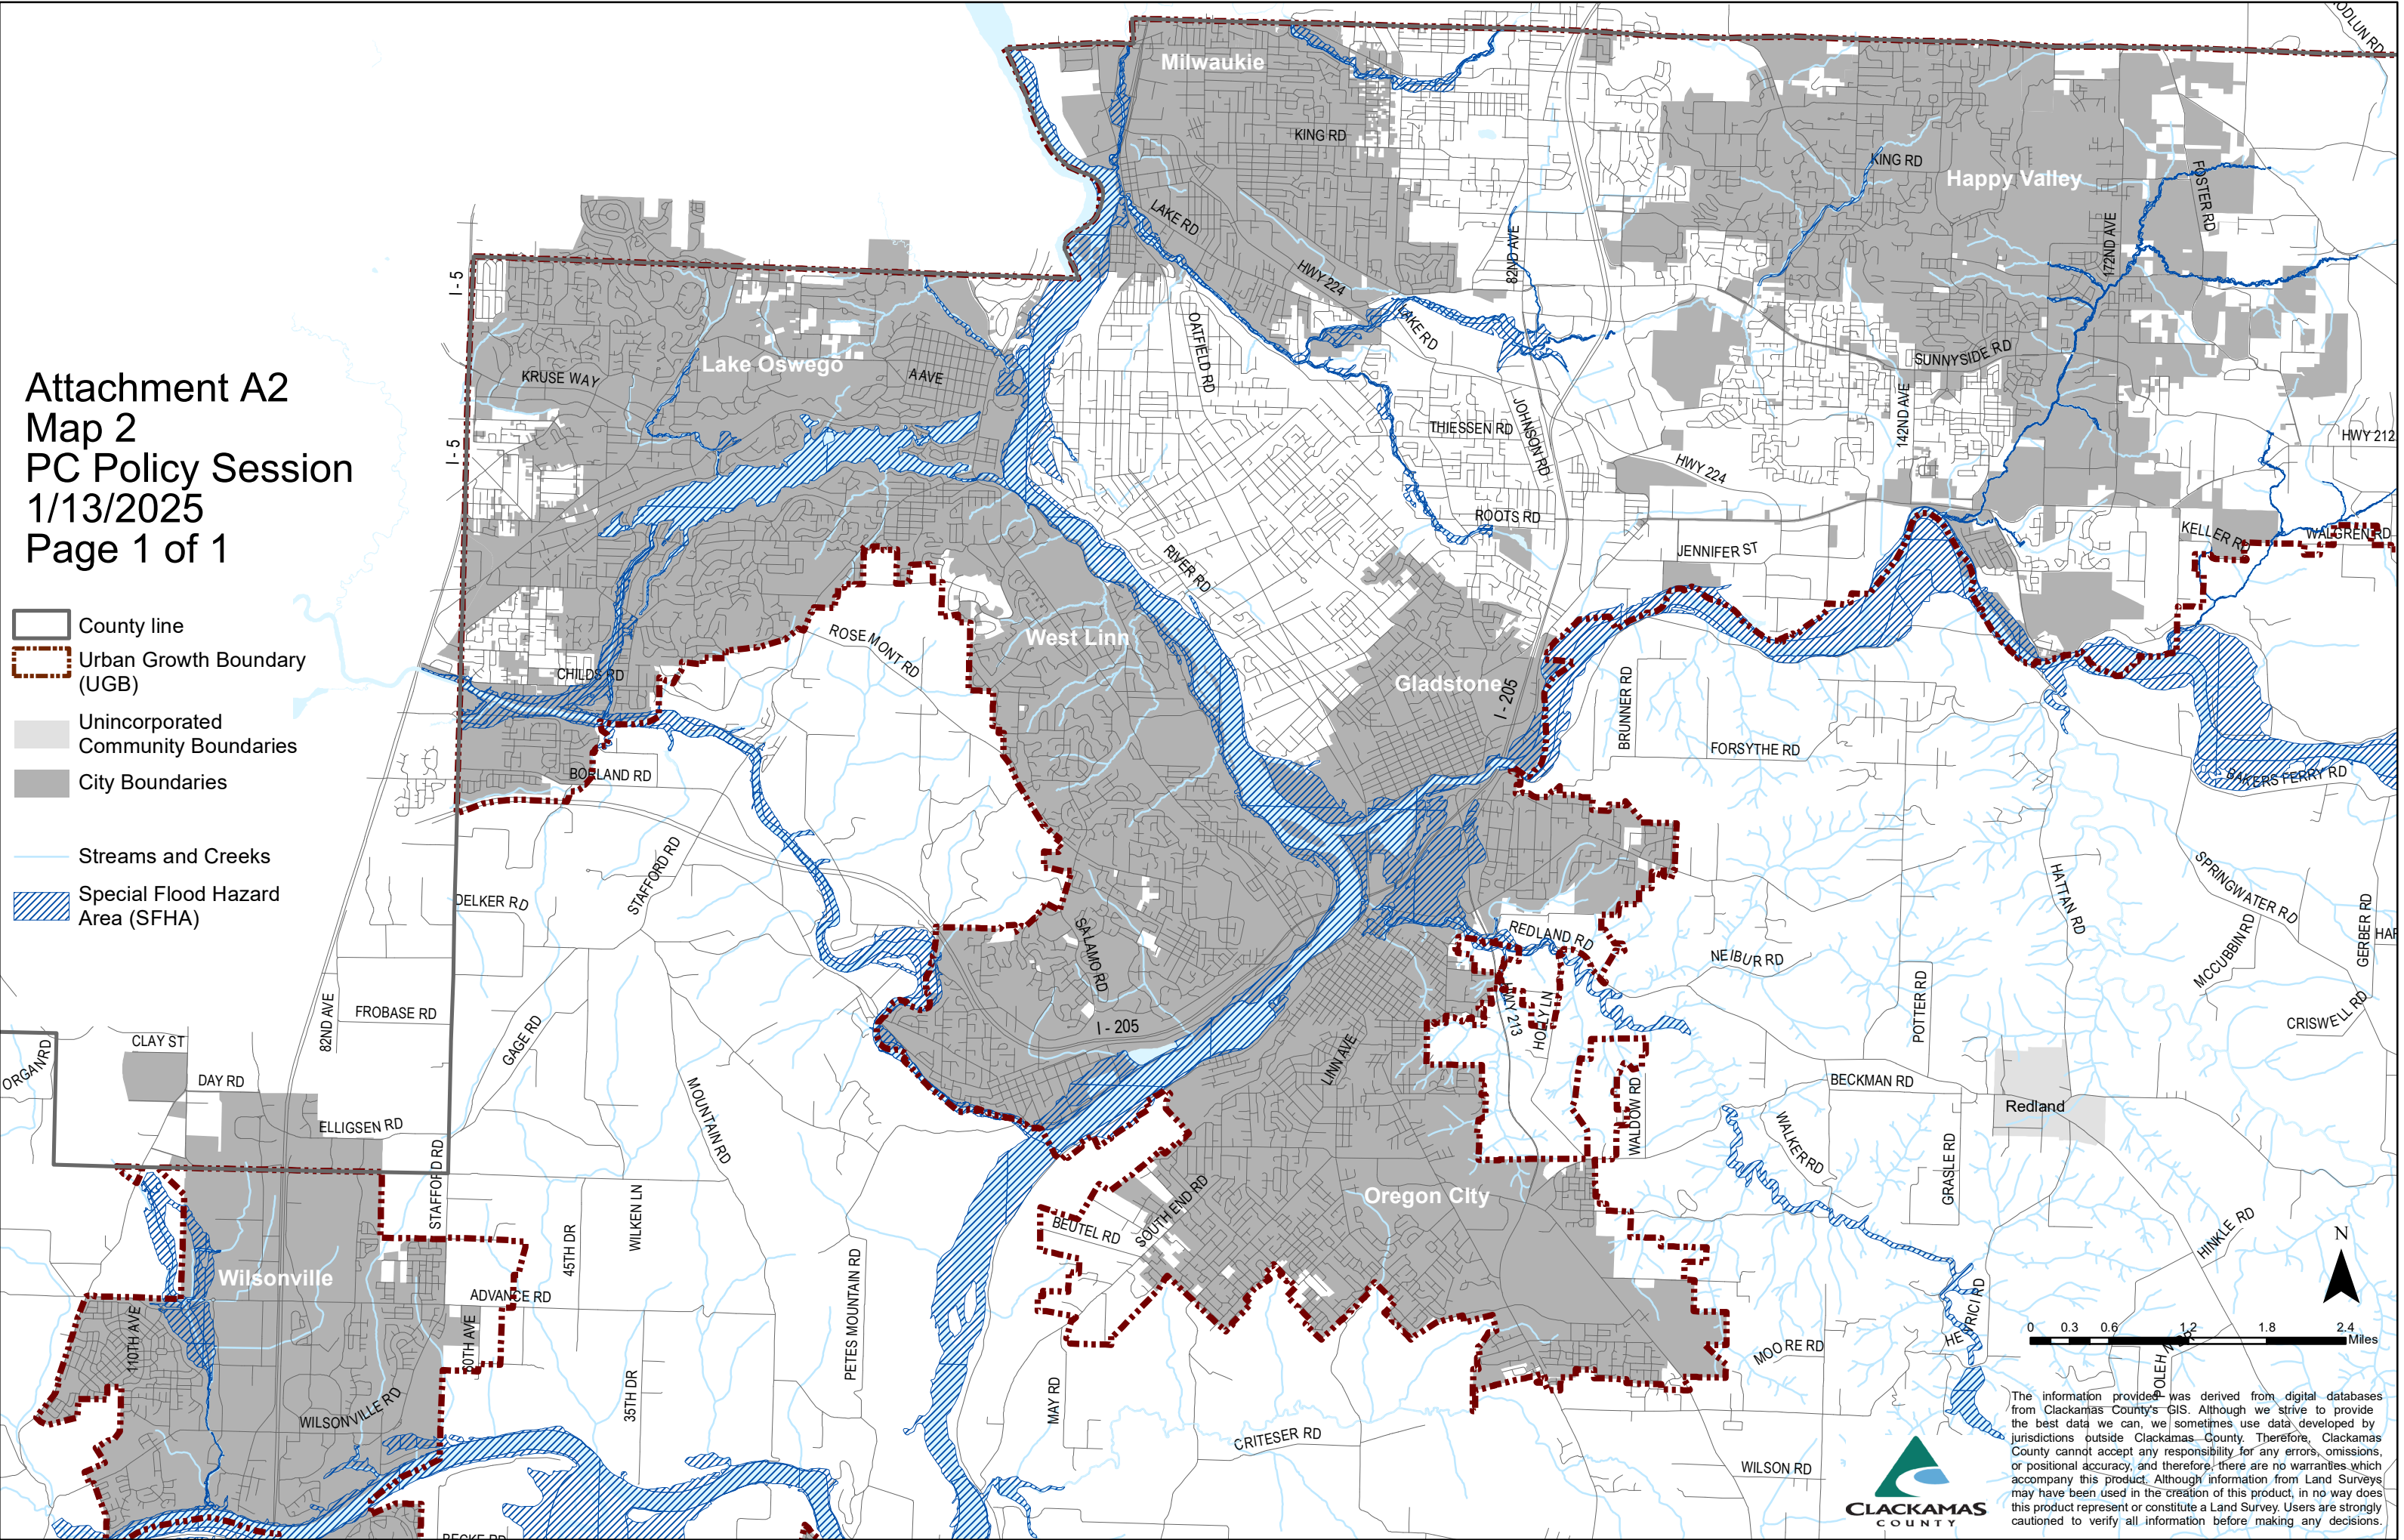 Attachment A2
Map 2
PC Policy Session
1/13/2025
Page 1 of 1
County line
Urban Growth Boundary
(UGB)
Unincorporated
Community Boundaries
City Boundaries
Streams and Creeks
Special Flood Hazard
Area (SFHA)
Milwaukie
KING RD
KING RD
Happy Valley
FOSTER RD
172ND AVE
LAKE RD
HWY 224
82ND AVE
I - 5
OATFIELD RD
LAKE RD
SUNNYSIDE RD
Lake Oswego
KRUSE WAY
A AVE
142ND AVE
I - 5
THIESSEN RD
JOHNSON RD
HWY 212
HWY 224
ROOTS RD
KELLER RD
WALGREN RD
JENNIFER ST
RIVER RD
West Linn
ROSEMONT RD
CHILDS RD
Gladstone
I - 205
BRUNNER RD
FORSYTHE RD
BORLAND RD
BAKERS FERRY RD
STAFFORD RD
OELKER RD
HATTAN RD
SPRINGWATER RD
GERBER RD
MCCUBBIN RD
REDLAND RD
SALAMO RD
NEIBUR RD
POTTER RD
CRISWELL RD
82ND AVE
FROBASE RD
GAGE RD
I - 205
HWY 213
HOLLY LN
LINN AVE
CLAY ST
DAY RD
ELLIGSEN RD
MOUNTAIN RD
WALDOW RD
BECKMAN RD
Redland
WALKER RD
GRASLE RD
STAFFORD RD
WILKEN LN
45TH DR
Oregon City
SOUTH END RD
BEUTEL RD
HINKLE RD
Wilsonville
ADVANCE RD
PETES MOUNTAIN RD
110TH AVE
60TH AVE
MOORE RD
35TH DR
WILSONVILLE RD
MAY RD
CRITESER RD
WILSON RD
N
0 0.3 0.6 1.2 1.8 2.4
Miles
CLACKAMAS
COUNTY
The information provided was derived from digital databases
from Clackamas County's GIS. Although we strive to provide
the best data we can, we sometimes use data developed by
jurisdictions outside Clackamas County. Therefore, Clackamas
County cannot accept any responsibility for any errors, omissions,
or positional accuracy, and therefore, there are no warranties which
accompany this product. Although information from Land Surveys
may have been used in the creation of this product, in no way does
this product represent or constitute a Land Survey. Users are strongly
cautioned to verify all information before making any decisions.